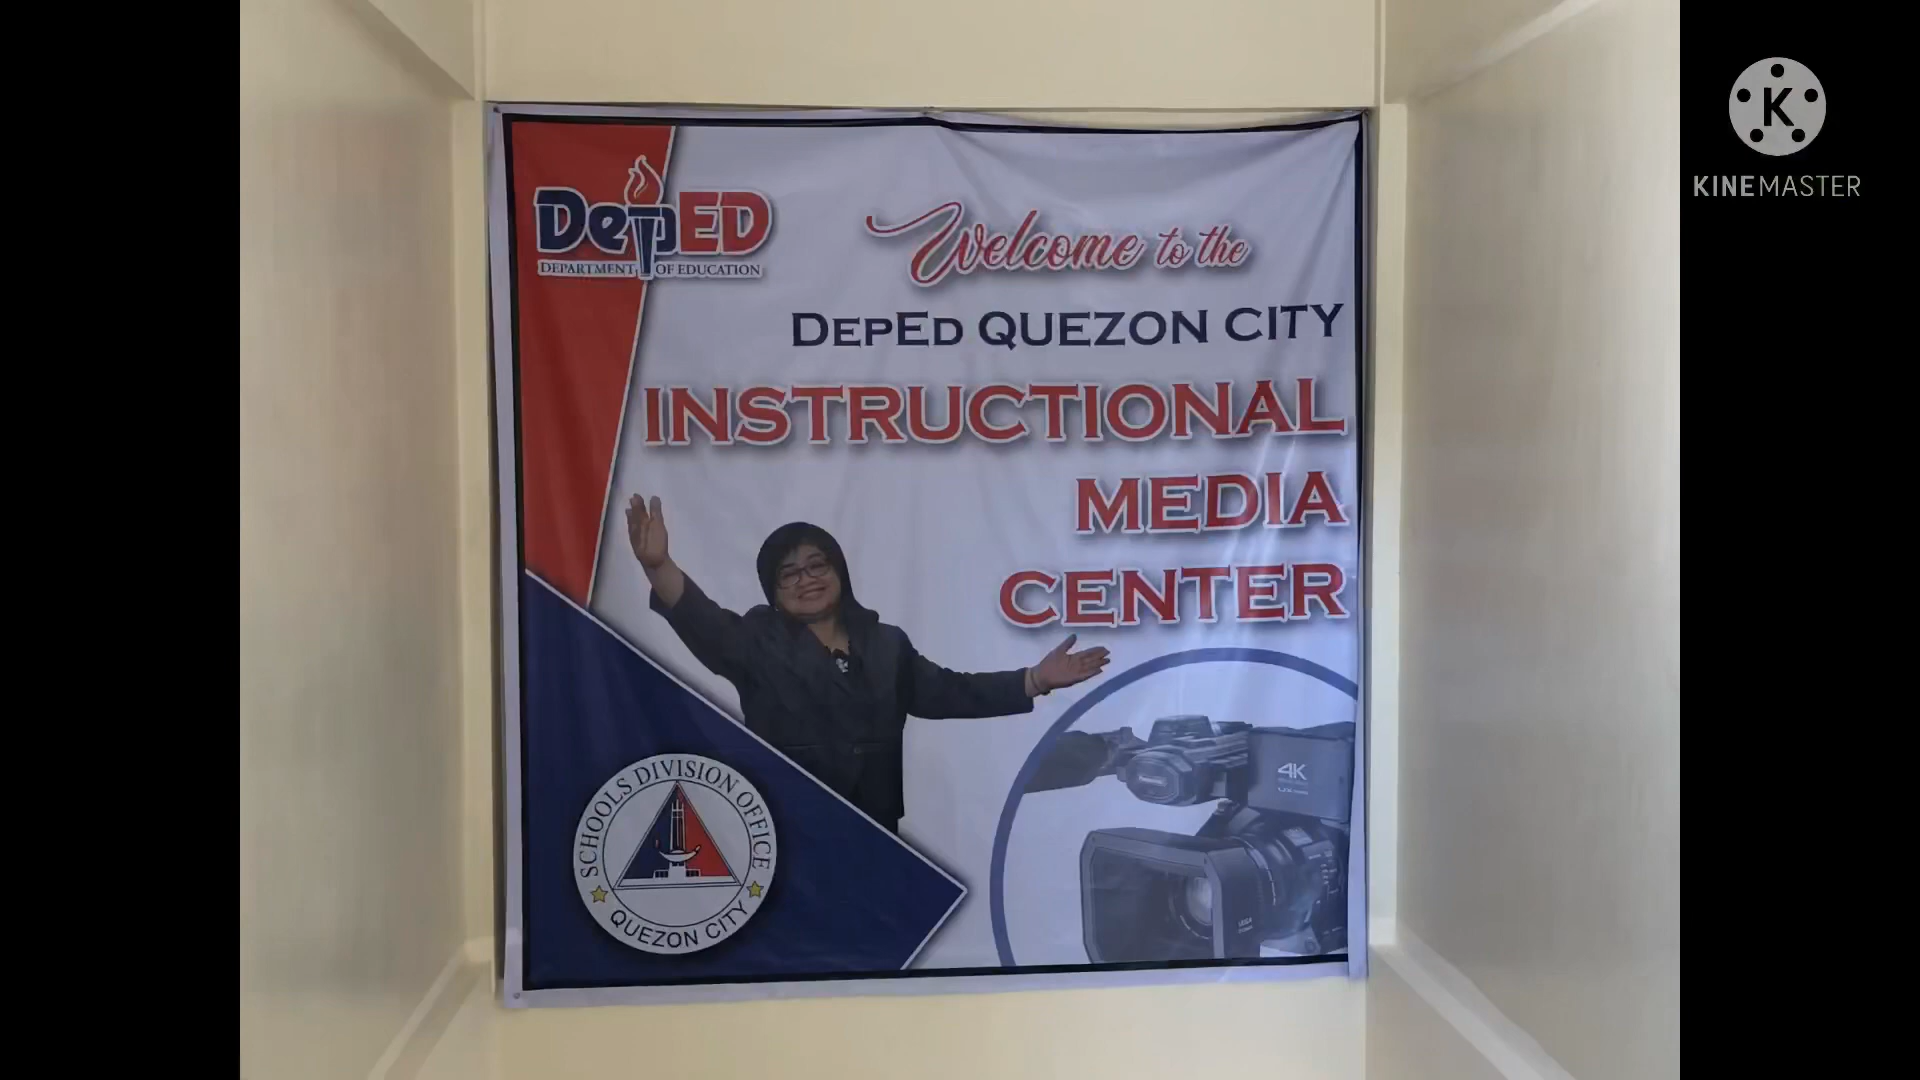 KINEMASTER
DepED
DEPARTMENT OF EDUCATION
Welcome to the
DEPED QUEZON CITY
INSTRUCTIONAL
MEDIA
CENTER
4K
SCHOOLS DIVISION OFFICE
QUEZON CITY